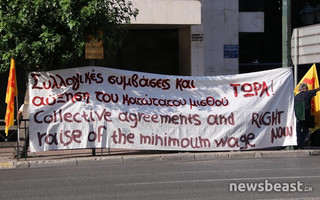 Συλλογικές συμβάσεις και ΤΩΡΑ!
αύξηση του κατώτατου μισθού
Collective agreements and RIGHT
raise of the minimum wage NOW
newsbeast.gr